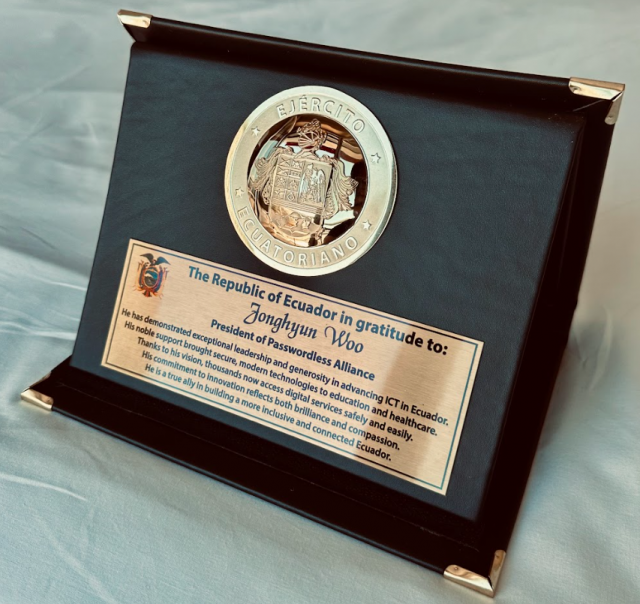 EJÉRCITO
ECUATORIANO
The Republic of Ecuador in gratitude to:
Jonghyun Woo
President of Passwordless Alliance
He has demonstrated exceptional leadership and generosity in advancing ICT in Ecuador.
His noble support brought secure, modern technologies to education and healthcare.
Thanks to his vision, thousands now access digital services safely and easily.
His commitment to innovation reflects both brilliance and compassion.
He is a true ally in building a more inclusive and connected Ecuador.